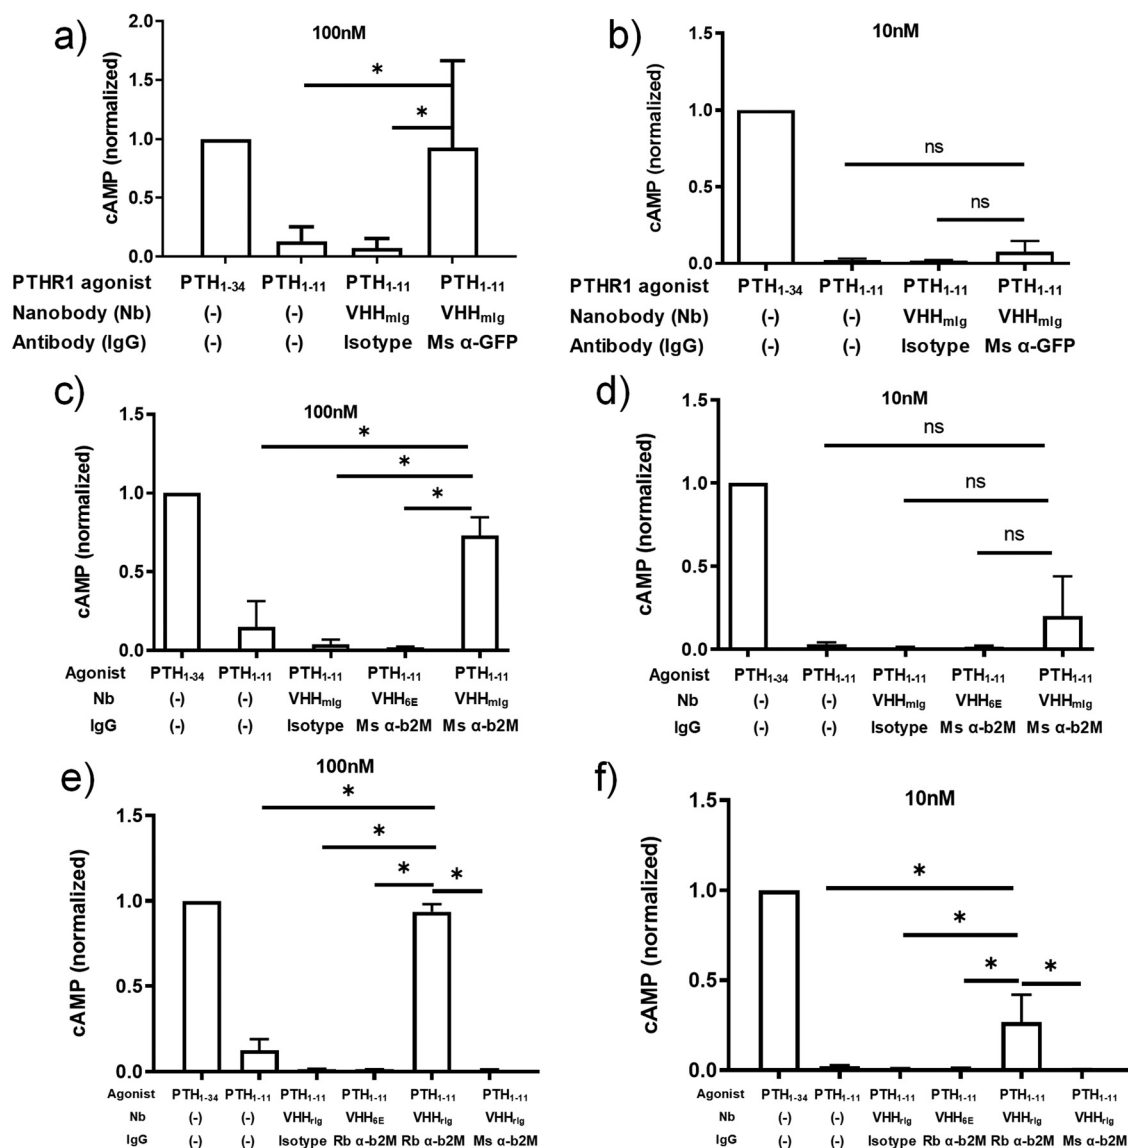 a)
100nM
2.0
1.5
1.0
0.5
0.0
cAMP (normalized)
*
*
PTHR1 agonist PTH1-34 PTH1-11 PTH1-11 PTH1-11
Nanobody (Nb) (-) (-) VHHmIg VHHmIg
Antibody (IgG) (-) (-) Isotype Ms α-GFP
b)
10nM
1.5
1.0
0.5
0.0
cAMP (normalized)
ns
ns
PTHR1 agonist PTH1-34 PTH1-11 PTH1-11 PTH1-11
Nanobody (Nb) (-) (-) VHHmIg VHHmIg
Antibody (IgG) (-) (-) Isotype Ms α-GFP
c)
100nM
1.5
1.0
0.5
0.0
cAMP (normalized)
*
*
*
Agonist PTH1-34 PTH1-11 PTH1-11 PTH1-11 PTH1-11
Nb (-) (-) VHHmIg VHH6E VHHmIg
IgG (-) (-) Isotype Ms α-b2M Ms α-b2M
d)
10nM
1.5
1.0
0.5
0.0
cAMP (normalized)
ns
ns
ns
Agonist PTH1-34 PTH1-11 PTH1-11 PTH1-11 PTH1-11
Nb (-) (-) VHHmIg VHH6E VHHmIg
IgG (-) (-) Isotype Ms α-b2M Ms α-b2M
e)
100nM
1.5
1.0
0.5
0.0
cAMP (normalized)
*
*
*
*
Agonist PTH1-34 PTH1-11 PTH1-11 PTH1-11 PTH1-11 PTH1-11
Nb (-) (-) VHHrIg VHH6E VHHrIg VHHrIg
IgG (-) (-) Isotype Rb α-b2M Rb α-b2M Ms α-b2M
f)
10nM
1.5
1.0
0.5
0.0
cAMP (normalized)
*
*
*
*
Agonist PTH1-34 PTH1-11 PTH1-11 PTH1-11 PTH1-11 PTH1-11
Nb (-) (-) VHHrIg VHH6E VHHrIg VHHrIg
IgG (-) (-) Isotype Rb α-b2M Rb α-b2M Ms α-b2M